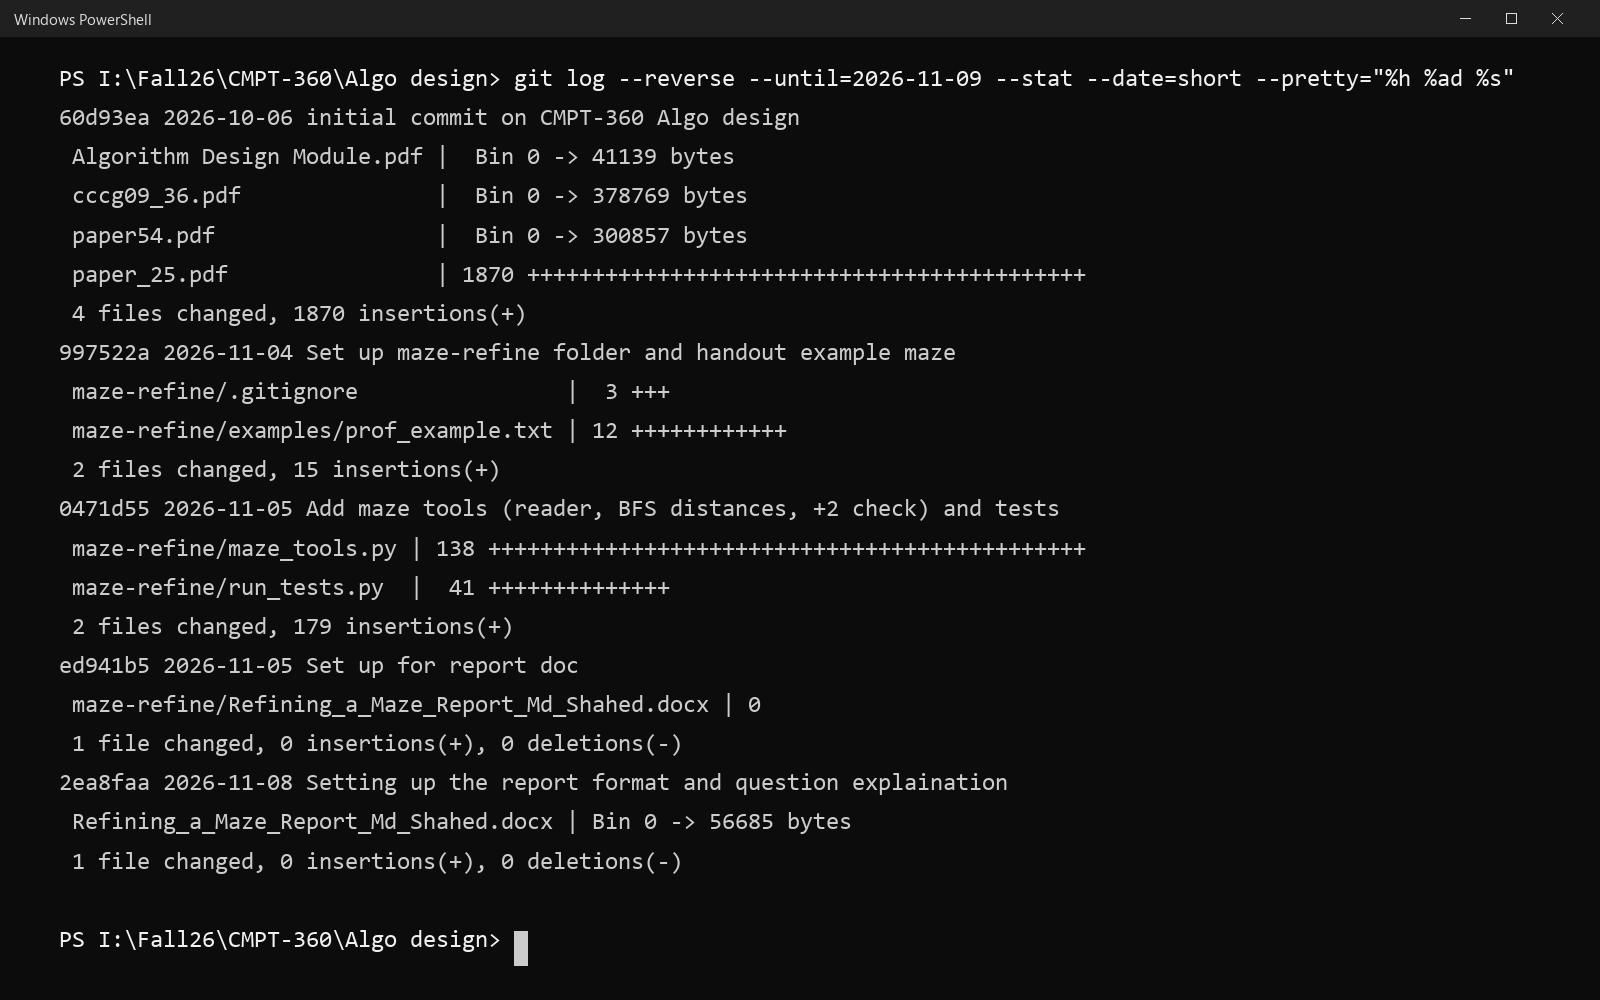 Windows PowerShell
PS I:\Fall26\CMPT-360\Algo design> git log --reverse --until=2026-11-09 --stat --date=short --pretty="%h %ad %s"
60d93ea 2026-10-06 initial commit on CMPT-360 Algo design
 Algorithm Design Module.pdf |  Bin 0 -> 41139 bytes
 cccg09_36.pdf               |  Bin 0 -> 378769 bytes
 paper54.pdf                 |  Bin 0 -> 300857 bytes
 paper_25.pdf                | 1870 +++++++++++++++++++++++++++++++++++++++++++
 4 files changed, 1870 insertions(+)
997522a 2026-11-04 Set up maze-refine folder and handout example maze
 maze-refine/.gitignore                |  3 +++
 maze-refine/examples/prof_example.txt | 12 ++++++++++++
 2 files changed, 15 insertions(+)
0471d55 2026-11-05 Add maze tools (reader, BFS distances, +2 check) and tests
 maze-refine/maze_tools.py | 138 ++++++++++++++++++++++++++++++++++++++++++++++
 maze-refine/run_tests.py  |  41 ++++++++++++++
 2 files changed, 179 insertions(+)
ed941b5 2026-11-05 Set up for report doc
 maze-refine/Refining_a_Maze_Report_Md_Shahed.docx | 0
 1 file changed, 0 insertions(+), 0 deletions(-)
2ea8faa 2026-11-08 Setting up the report format and question explaination
 Refining_a_Maze_Report_Md_Shahed.docx | Bin 0 -> 56685 bytes
 1 file changed, 0 insertions(+), 0 deletions(-)
PS I:\Fall26\CMPT-360\Algo design>